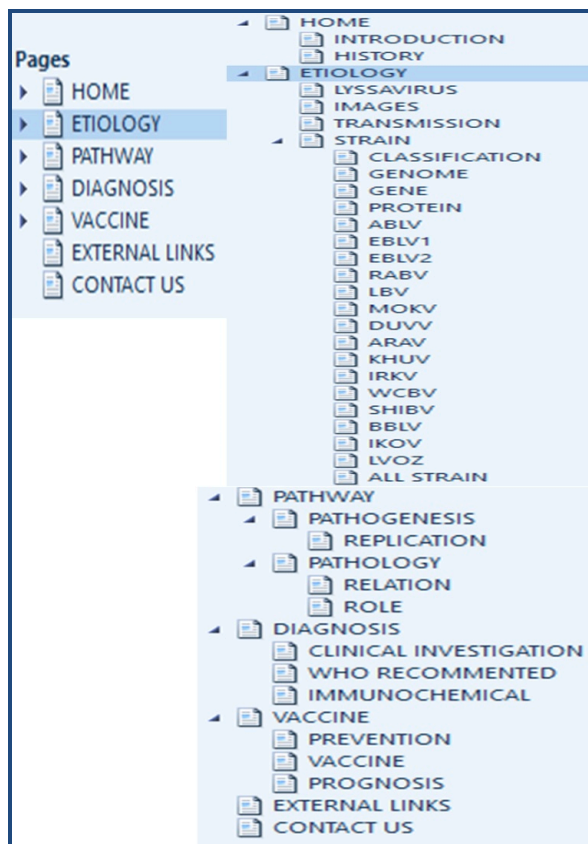 Pages
HOME
ETIOLOGY
PATHWAY
DIAGNOSIS
VACCINE
EXTERNAL LINKS
CONTACT US
HOME
INTRODUCTION
HISTORY
ETIOLOGY
LYSSAVIRUS
IMAGES
TRANSMISSION
STRAIN
CLASSIFICATION
GENOME
GENE
PROTEIN
ABLV
EBLV1
EBLV2
RABV
LBV
MOKV
DUVV
ARAV
KHUV
IRKV
WCBV
SHIBV
BBLV
IKOV
LVOZ
ALL STRAIN
PATHWAY
PATHOGENESIS
REPLICATION
PATHOLOGY
RELATION
ROLE
DIAGNOSIS
CLINICAL INVESTIGATION
WHO RECOMMENTED
IMMUNOCHEMICAL
VACCINE
PREVENTION
VACCINE
PROGNOSIS
EXTERNAL LINKS
CONTACT US